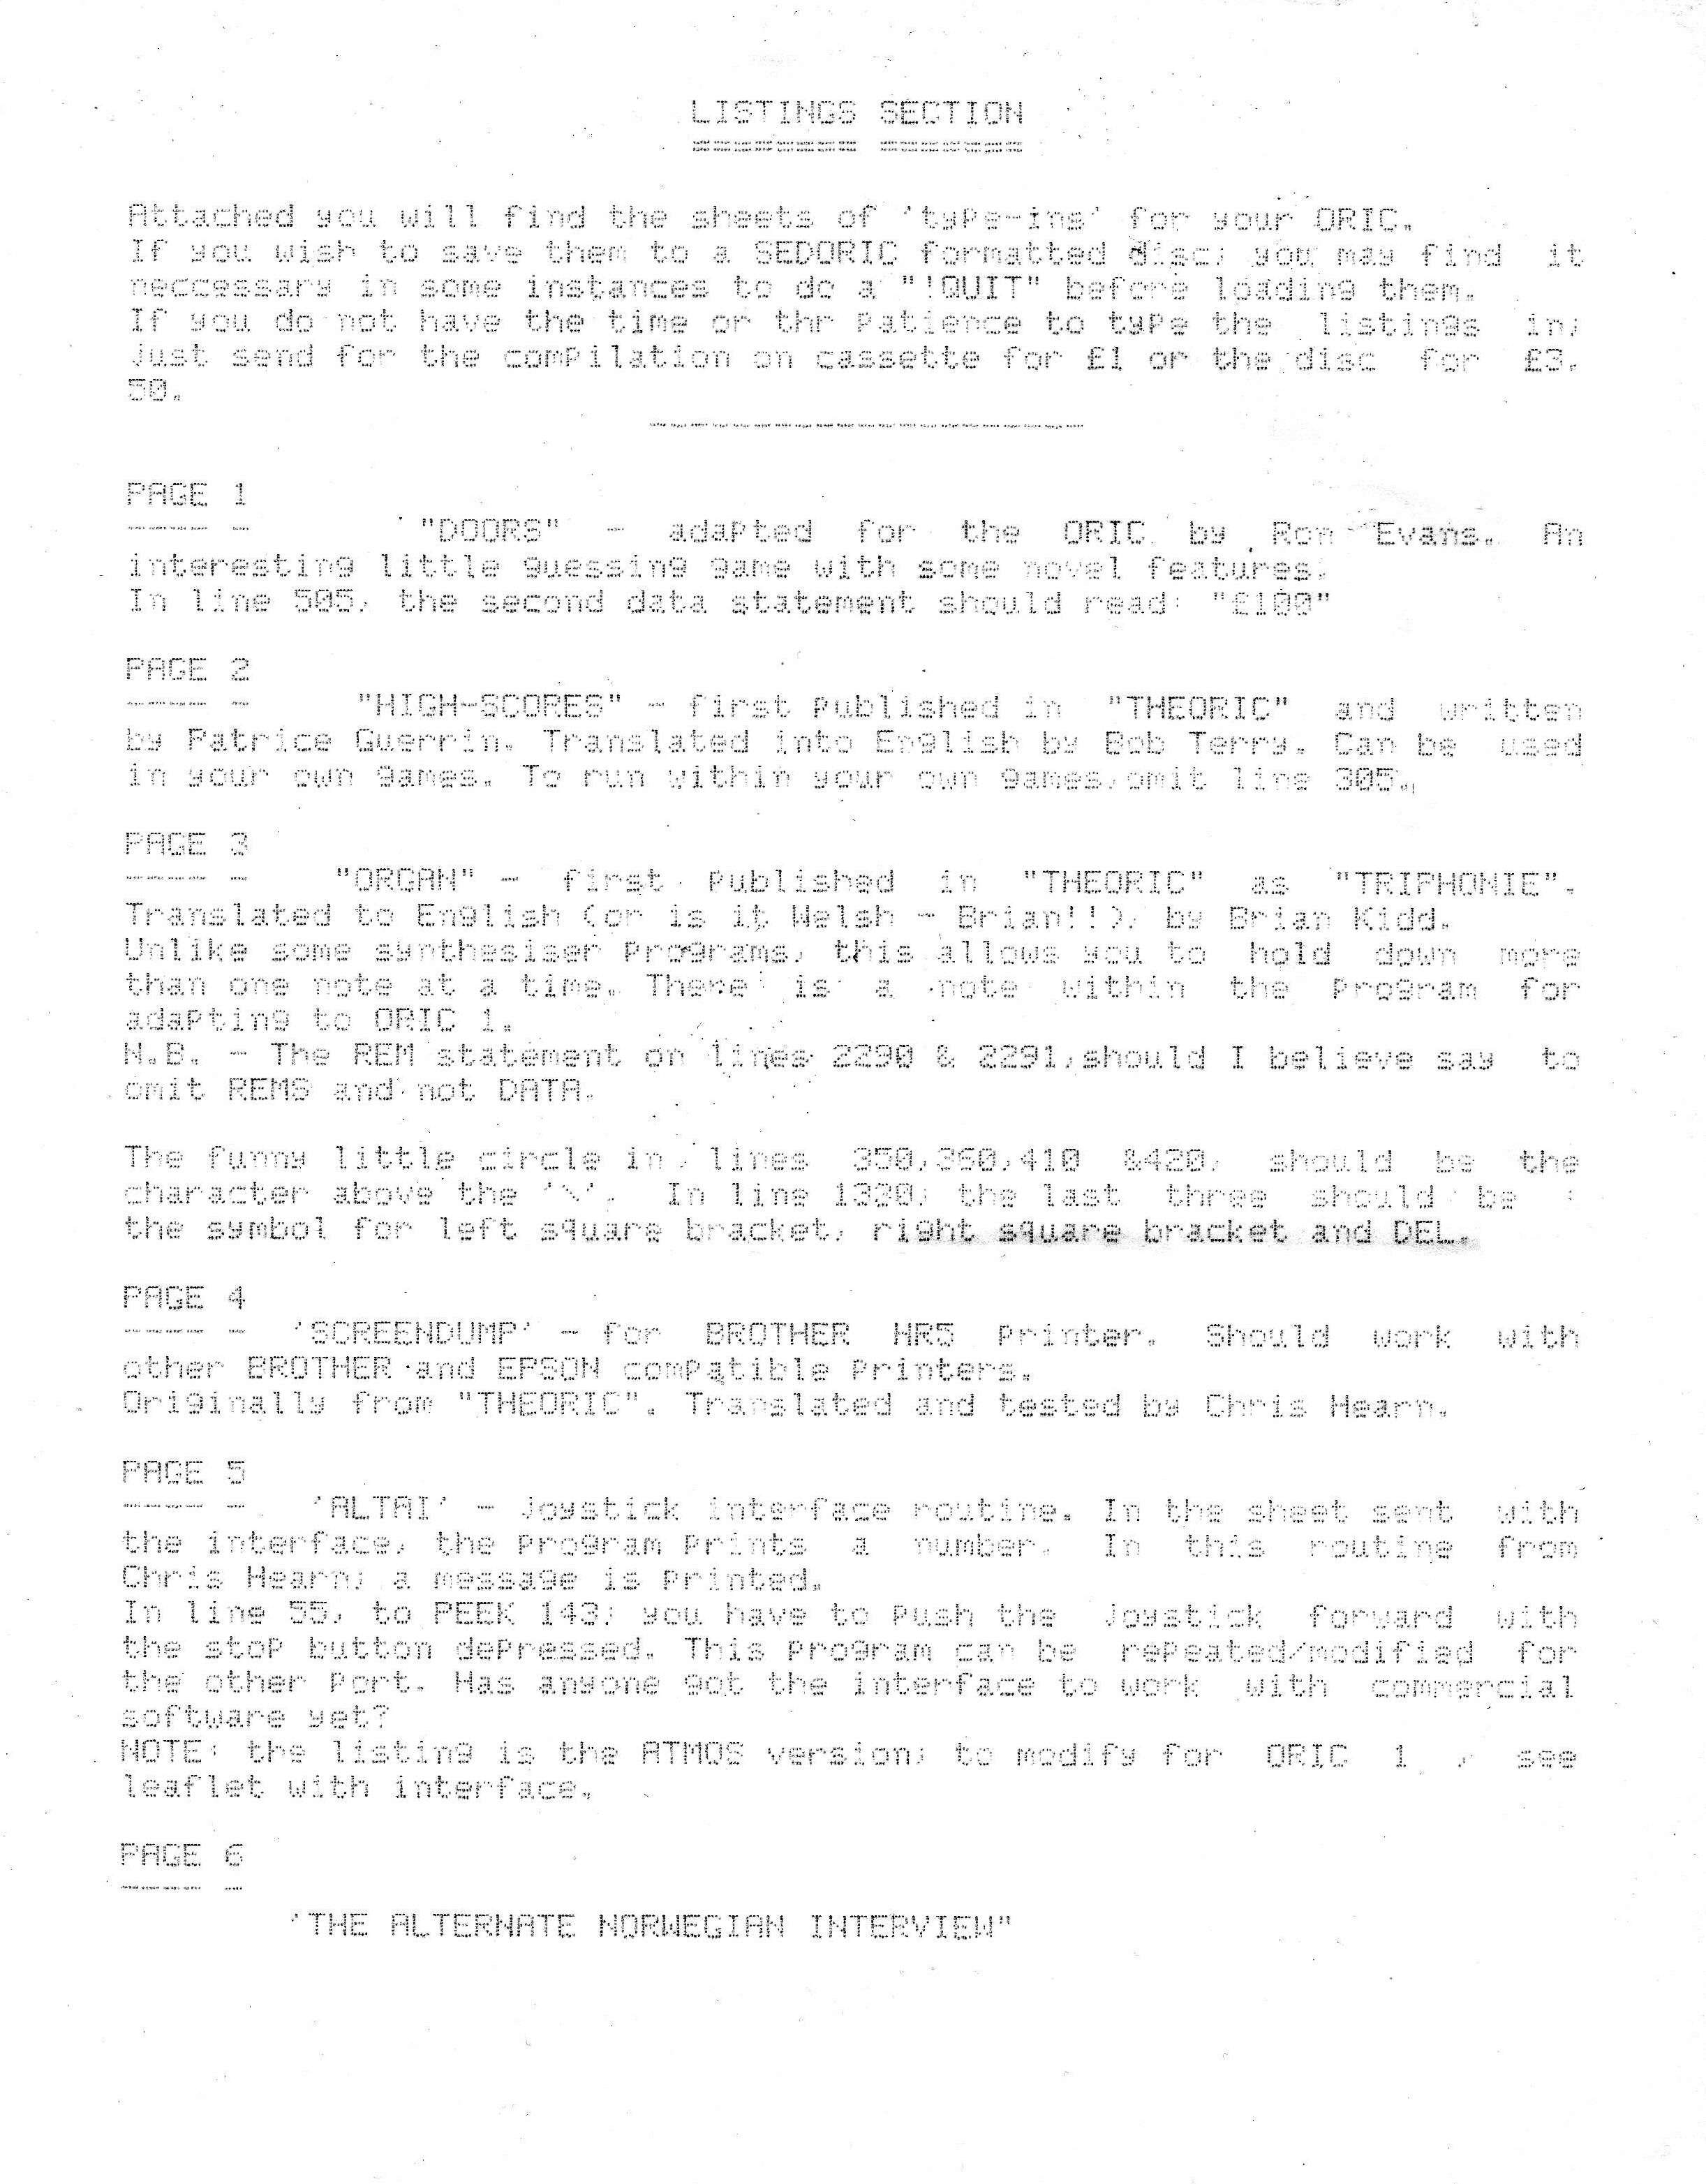 LISTINGS SECTION
======== =======
Attached you will find the sheets of 'type-ins' for your ORIC.
If you wish to save them to a SEDORIC formatted disc, you may find it
neccessary in some instances to do a "!QUIT" before loading them.
If you do not have the time or thr patience to type the listings in,
just send for the compilation on cassette for £1 or the disc for £3.
50.
---------------------
PAGE 1
---- - "DOORS" - adapted for the ORIC by Ron Evans. An
interesting little guessing game with some novel features.
In line 505, the second data statement should read: "£100"
PAGE 2
---- - "HIGH-SCORES" - first published in "THEORIC" and written
by Patrice Guerrin. Translated into English by Bob Terry. Can be used
in your own games. To run within your own games,omit line 305.
PAGE 3
---- - "ORGAN" - first published in "THEORIC" as "TRIPHONIE".
Translated to English (or is it Welsh - Brian!!), by Brian Kidd.
Unlike some synthesiser programs, this allows you to hold down more
than one note at a time. There is a note within the program for
adapting to ORIC 1.
N.B. - The REM statement on lines 2290 & 2291,should I believe say to
omit REMS and not DATA.
The funny little circle in lines 350,360,410 &420, should be the
character above the '\'. In line 1320, the last three should be :
the symbol for left square bracket, right square bracket and DEL.
PAGE 4
---- - 'SCREENDUMP' - for BROTHER HR5 printer. Should work with
other BROTHER and EPSON compatible printers.
Originally from "THEORIC". Translated and tested by Chris Hearn.
PAGE 5
---- - 'ALTAI' - Joystick interface routine. In the sheet sent with
the interface, the program prints a number. In this routine from
Chris Hearn, a message is printed.
In line 55, to PEEK 143, you have to push the joystick forward with
the stop button depressed. This program can be repeated/modified for
the other port. Has anyone got the interface to work with commercial
software yet?
NOTE: the listing is the ATMOS version, to modify for ORIC 1 , see
leaflet with interface.
PAGE 6
---- -
'THE ALTERNATE NORWEGIAN INTERVIEW"